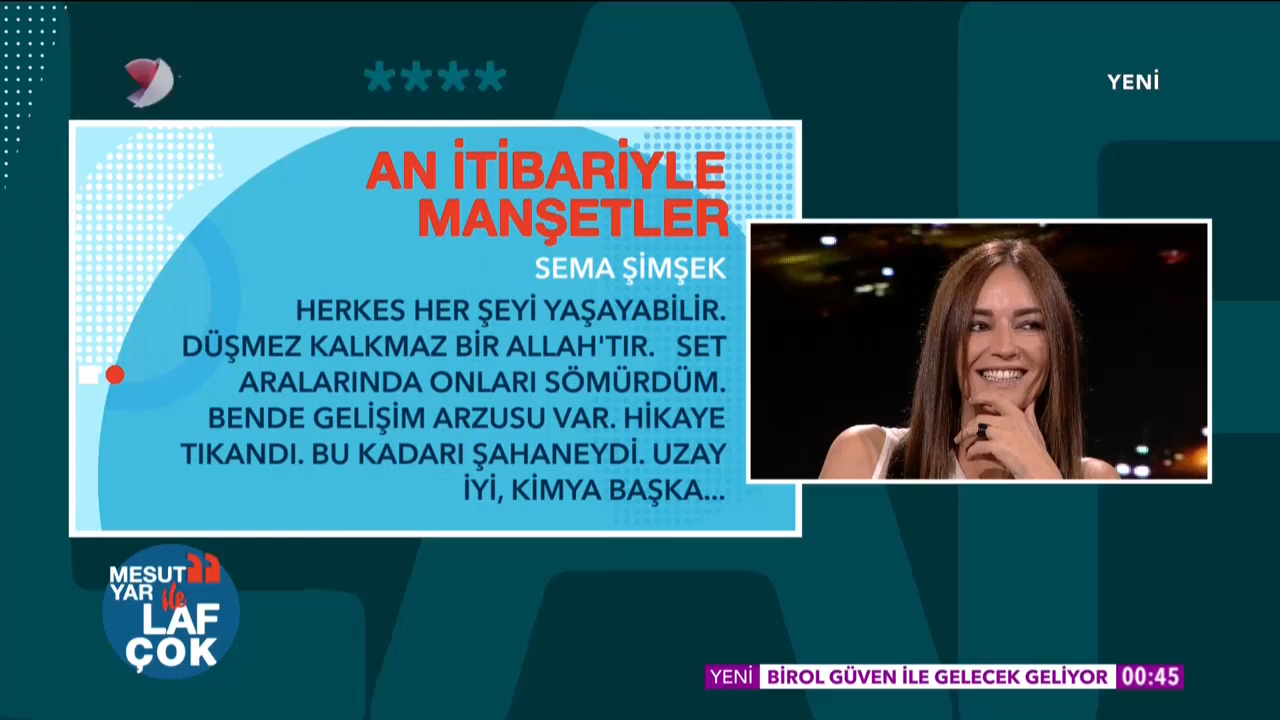 ****
YENİ
AN İTİBARİYLE
MANŞETLER
SEMA ŞİMŞEK
HERKES HER ŞEYİ YAŞAYABİLİR.
DÜŞMEZ KALKMAZ BİR ALLAH'TIR. SET
ARALARINDA ONLARI SÖMÜRDÜM.
BENDE GELİŞİM ARZUSU VAR. HİKAYE
TIKANDI. BU KADARI ŞAHANEYDİ. UZAY
İYİ, KİMYA BAŞKA...
MESUT
YAR ile
LAF
ÇOK
YENİ BİROL GÜVEN İLE GELECEK GELİYOR 00:45